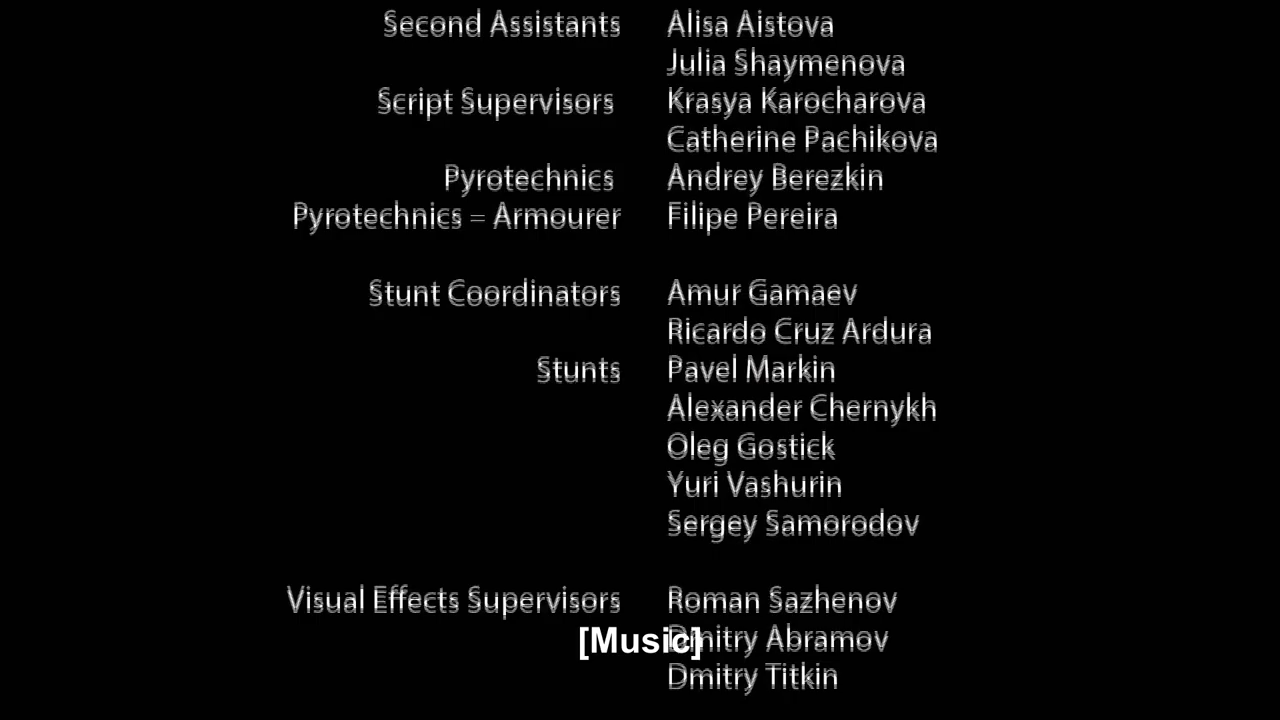 Second Assistants Alisa Aistova
Julia Shaymenova
Script Supervisors Krasya Karocharova
Catherine Pachikova
Pyrotechnics Andrey Berezkin
Pyrotechnics – Armourer Filipe Pereira
Stunt Coordinators Amur Gamaev
Ricardo Cruz Ardura
Stunts Pavel Markin
Alexander Chernykh
Oleg Gostick
Yuri Vashurin
Sergey Samorodov
Visual Effects Supervisors Roman Sazhenov
Dmitry Abramov
[Music]
Dmitry Titkin